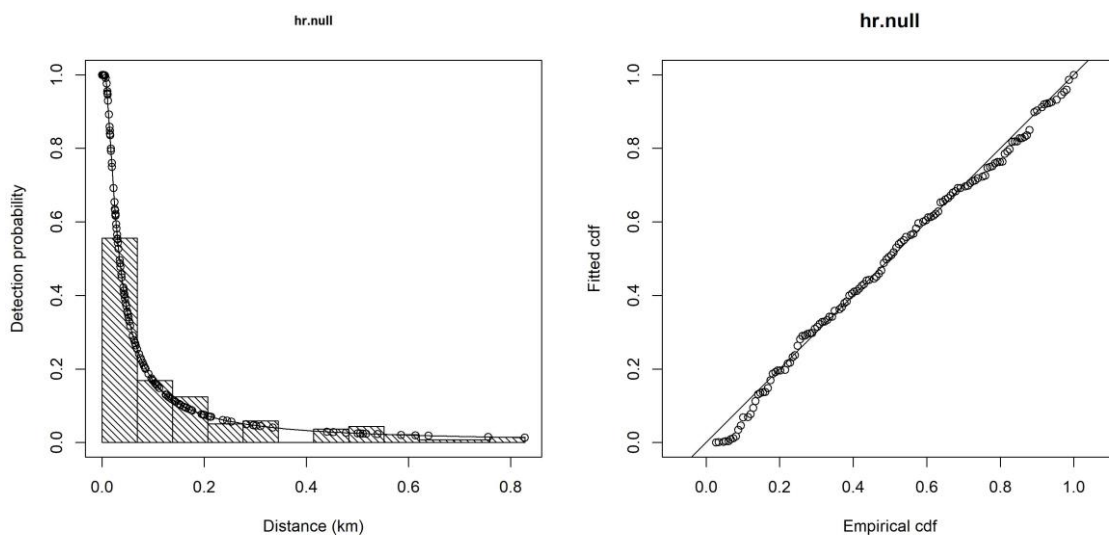 hr.null
Detection probability
1.0
0.8
0.6
0.4
0.2
0.0
0.0 0.2 0.4 0.6 0.8
Distance (km)
hr.null
Fitted cdf
1.0
0.8
0.6
0.4
0.2
0.0
0.0 0.2 0.4 0.6 0.8 1.0
Empirical cdf